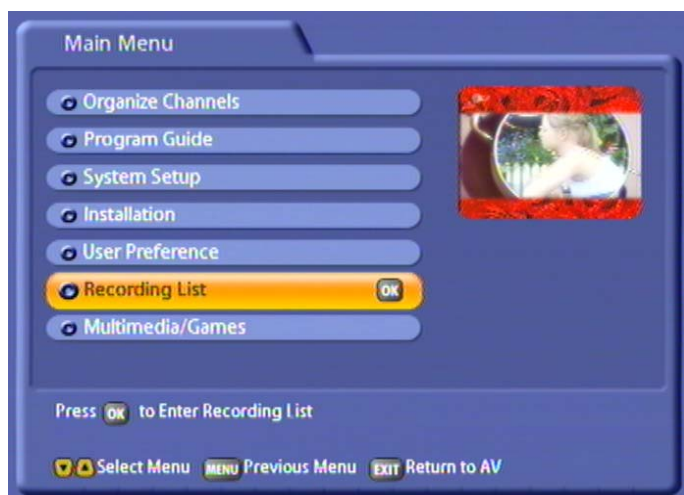 Main Menu
Organize Channels
Program Guide
System Setup
Installation
User Preference
Recording List OK
Multimedia/Games
Press OK to Enter Recording List
Select Menu MENU Previous Menu EXIT Return to AV